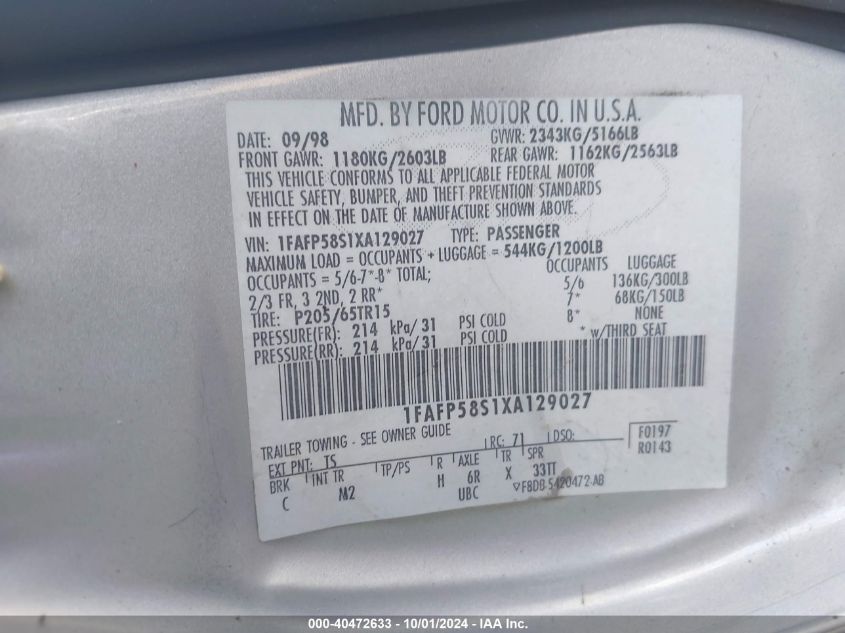 MFD. BY FORD MOTOR CO. IN U.S.A.
DATE: 09/98 GVWR: 2343KG/5166LB
FRONT GAWR: 1180KG/2603LB REAR GAWR: 1162KG/2563LB
THIS VEHICLE CONFORMS TO ALL APPLICABLE FEDERAL MOTOR
VEHICLE SAFETY, BUMPER, AND THEFT PREVENTION STANDARDS
IN EFFECT ON THE DATE OF MANUFACTURE SHOWN ABOVE.
VIN: 1FAFP58S1XA129027 TYPE: PASSENGER
MAXIMUM LOAD = OCCUPANTS + LUGGAGE = 544KG/1200LB
OCCUPANTS = 5/6-7*-8* TOTAL; OCCUPANTS LUGGAGE
2/3 FR, 3 2ND, 2 RR* 5/6 136KG/300LB
TIRE: P205/65TR15 7* 68KG/150LB
PRESSURE(FR): 214 kPa/31 PSI COLD 8* NONE
PRESSURE(RR): 214 kPa/31 PSI COLD * w/THIRD SEAT
1FAFP58S1XA129027
TRAILER TOWING - SEE OWNER GUIDE
EXT PNT: TS RC: 71 DSO: F0197
BRK INT TR TP/PS R AXLE TR SPR R0143
C M2 H 6R X 33TT
UBC ▽F8DB-5420472-AB
000-40472633 - 10/01/2024 - IAA Inc.